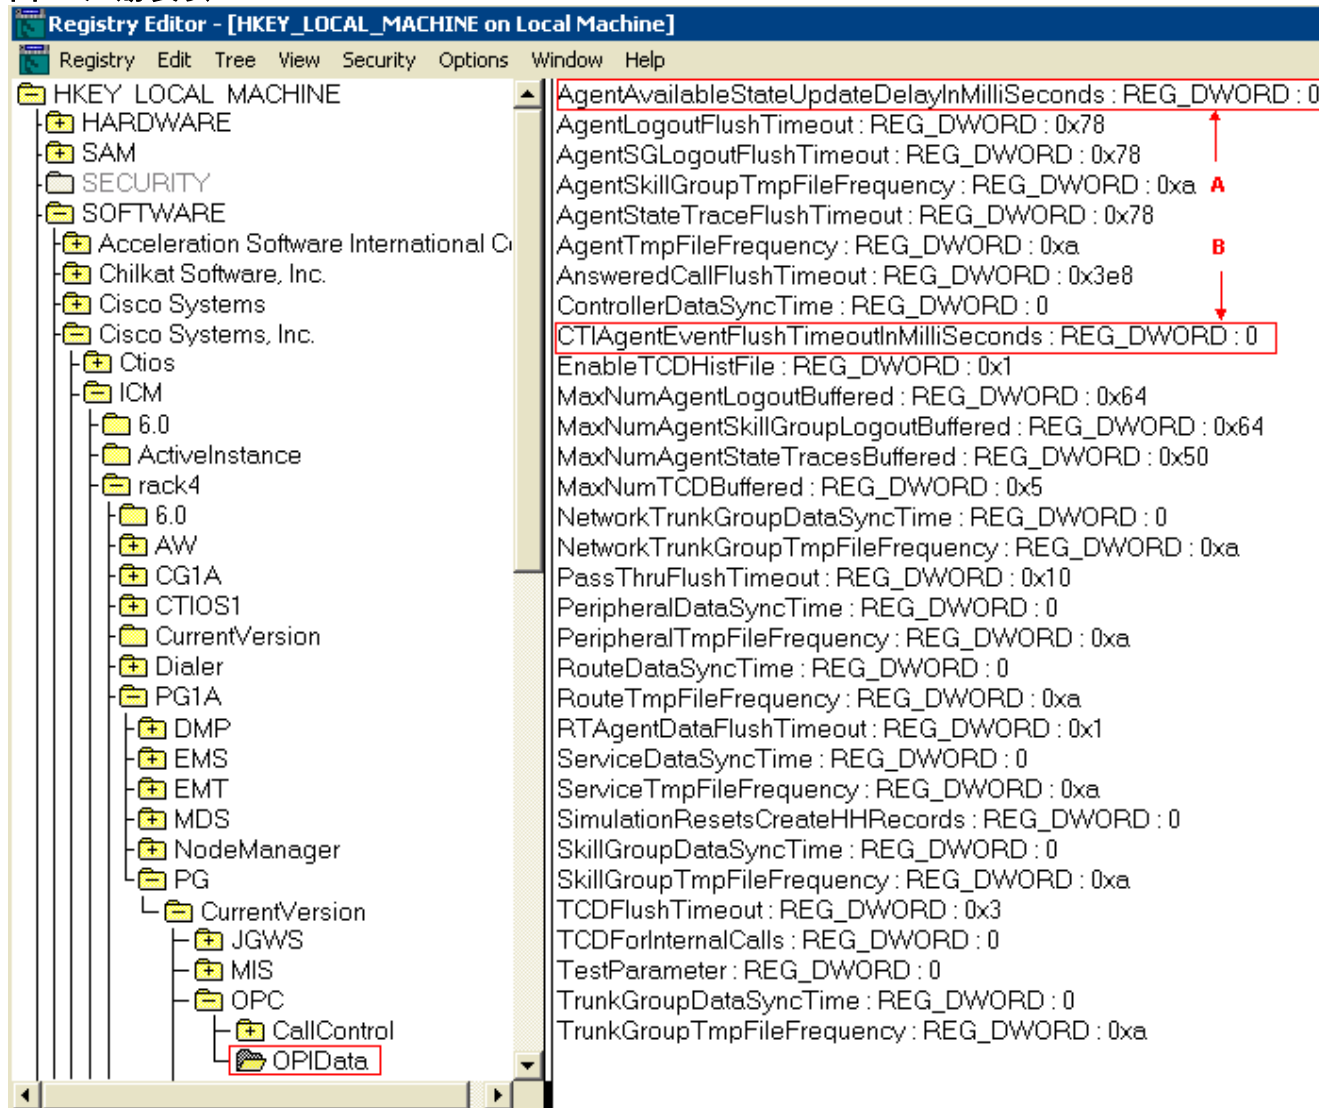 Registry Editor - [HKEY_LOCAL_MACHINE on Local Machine]
Registry Edit Tree View Security Options Window Help
HKEY_LOCAL_MACHINE
HARDWARE
SAM
SECURITY
SOFTWARE
Acceleration Software International C
Chilkat Software, Inc.
Cisco Systems
Cisco Systems, Inc.
Ctios
ICM
6.0
ActiveInstance
rack4
6.0
AW
CG1A
CTIOS1
CurrentVersion
Dialer
PG1A
DMP
EMS
EMT
MDS
NodeManager
PG
CurrentVersion
JGWS
MIS
OPC
CallControl
OPIData
AgentAvailableStateUpdateDelayInMilliSeconds : REG_DWORD : 0
AgentLogoutFlushTimeout : REG_DWORD : 0x78
AgentSGLogoutFlushTimeout : REG_DWORD : 0x78
AgentSkillGroupTmpFileFrequency : REG_DWORD : 0xa A
AgentStateTraceFlushTimeout : REG_DWORD : 0x78
AgentTmpFileFrequency : REG_DWORD : 0xa B
AnsweredCallFlushTimeout : REG_DWORD : 0x3e8
ControllerDataSyncTime : REG_DWORD : 0
CTIAgentEventFlushTimeoutInMilliSeconds : REG_DWORD : 0
EnableTCDHistFile : REG_DWORD : 0x1
MaxNumAgentLogoutBuffered : REG_DWORD : 0x64
MaxNumAgentSkillGroupLogoutBuffered : REG_DWORD : 0x64
MaxNumAgentStateTracesBuffered : REG_DWORD : 0x50
MaxNumTCDBuffered : REG_DWORD : 0x5
NetworkTrunkGroupDataSyncTime : REG_DWORD : 0
NetworkTrunkGroupTmpFileFrequency : REG_DWORD : 0xa
PassThruFlushTimeout : REG_DWORD : 0x10
PeripheralDataSyncTime : REG_DWORD : 0
PeripheralTmpFileFrequency : REG_DWORD : 0xa
RouteDataSyncTime : REG_DWORD : 0
RouteTmpFileFrequency : REG_DWORD : 0xa
RTAgentDataFlushTimeout : REG_DWORD : 0x1
ServiceDataSyncTime : REG_DWORD : 0
ServiceTmpFileFrequency : REG_DWORD : 0xa
SimulationResetsCreateHHRecords : REG_DWORD : 0
SkillGroupDataSyncTime : REG_DWORD : 0
SkillGroupTmpFileFrequency : REG_DWORD : 0xa
TCDFlushTimeout : REG_DWORD : 0x3
TCDForInternalCalls : REG_DWORD : 0
TestParameter : REG_DWORD : 0
TrunkGroupDataSyncTime : REG_DWORD : 0
TrunkGroupTmpFileFrequency : REG_DWORD : 0xa